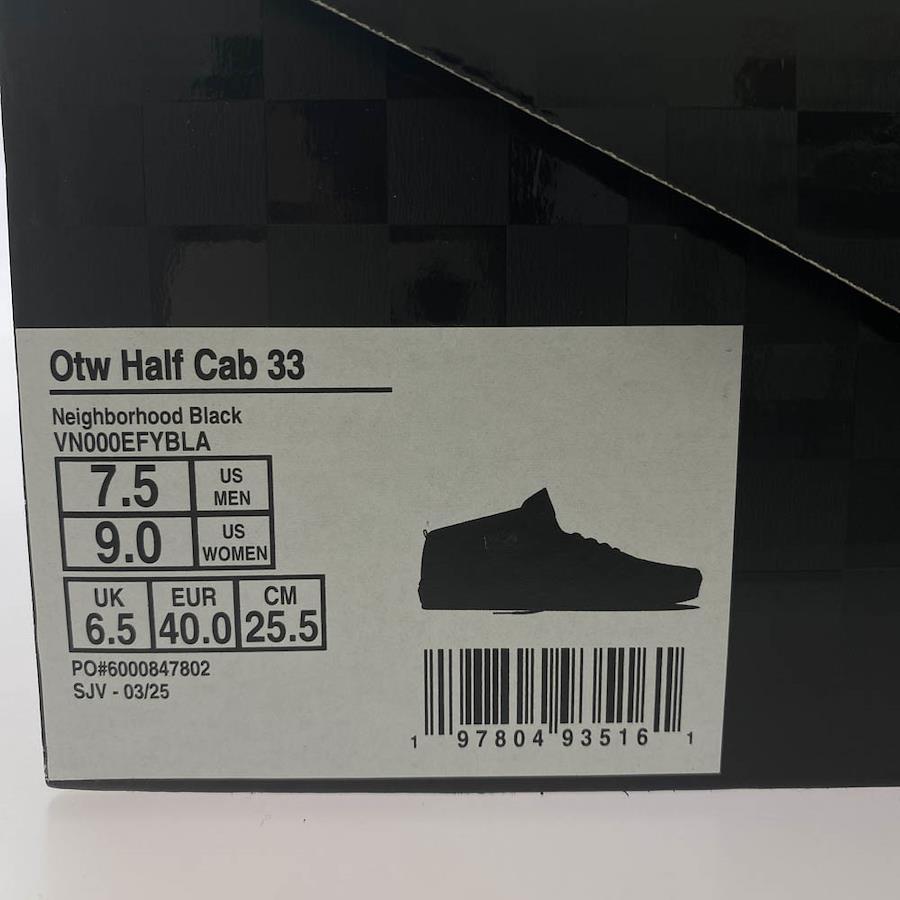 Otw Half Cab 33
Neighborhood Black
VN000EFYBLA
7.5 US MEN
9.0 US WOMEN
UK EUR CM
6.5 40.0 25.5
PO#6000847802
SJV - 03/25
1 97804 93516 1